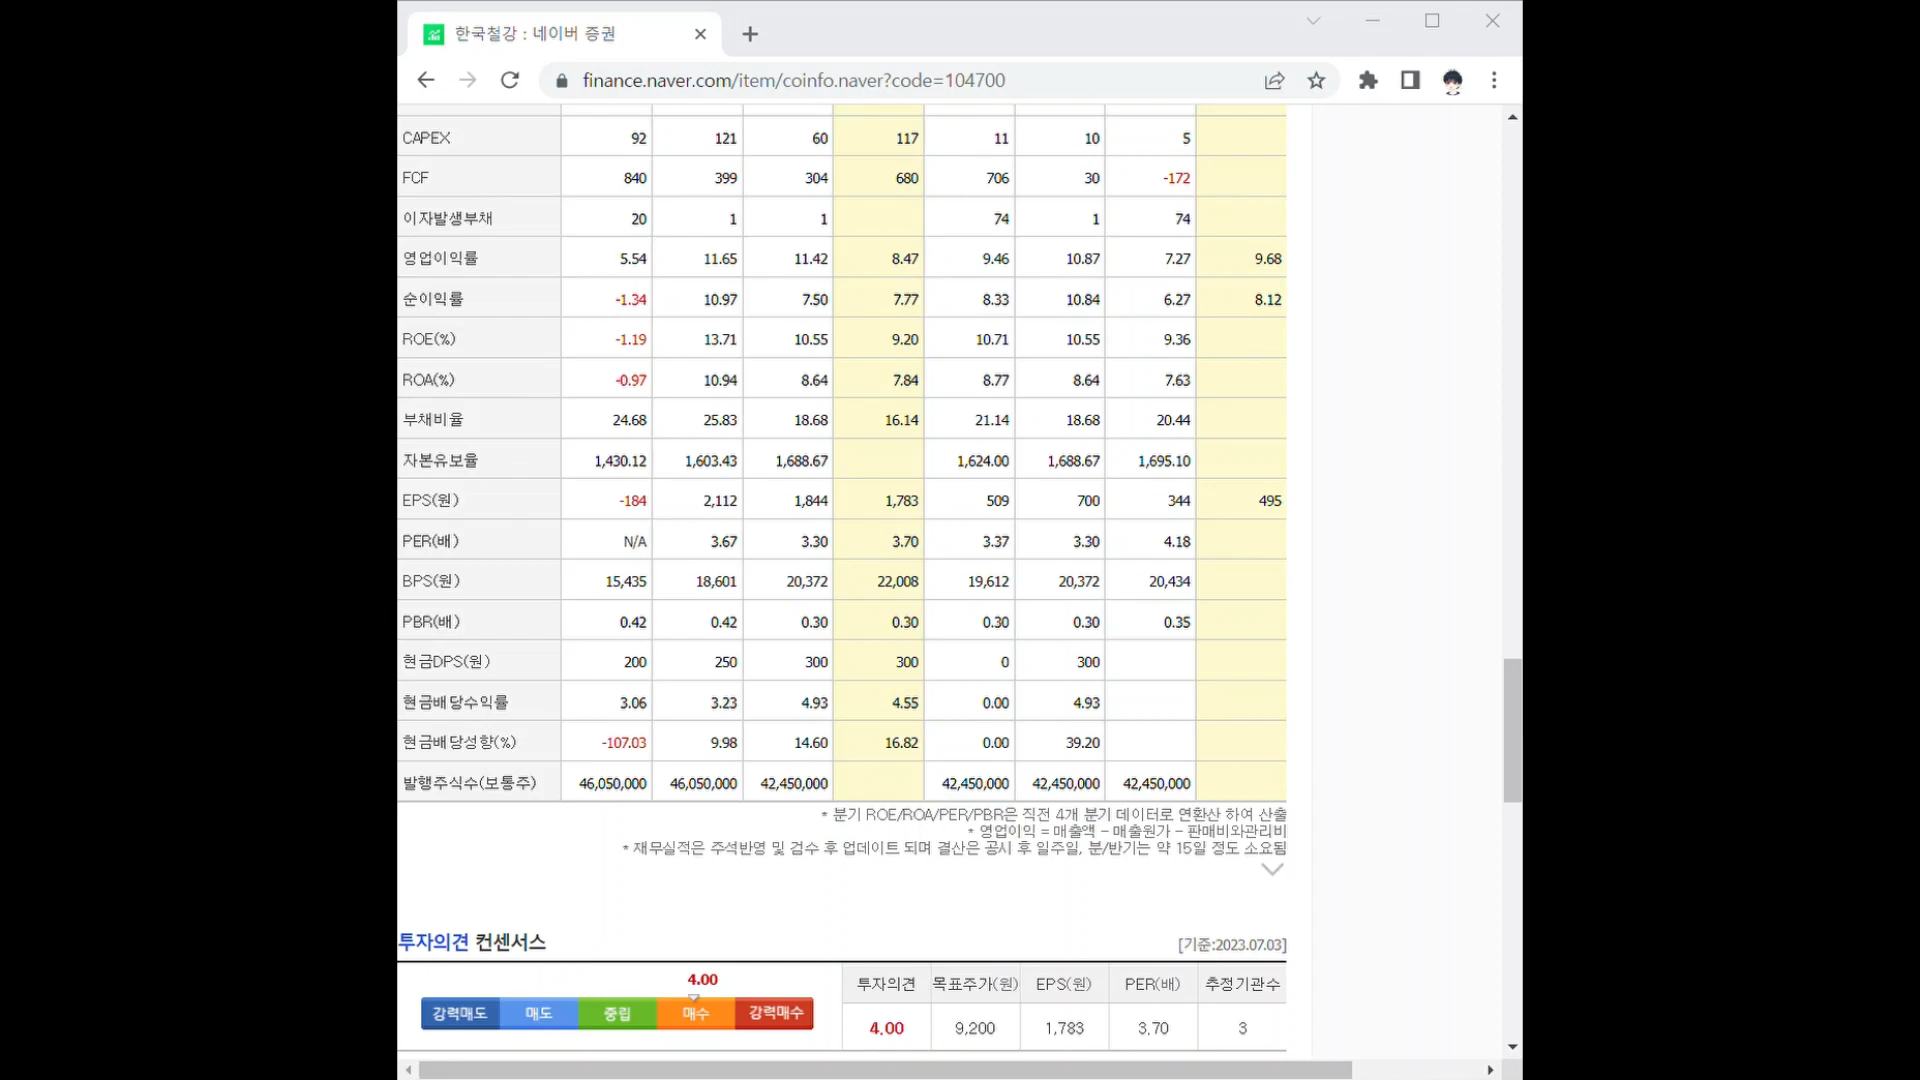 한국철강 : 네이버 증권
finance.naver.com/item/coinfo.naver?code=104700
CAPEX 92 121 60 117 11 10 5
FCF 840 399 304 680 706 30 -172
이자발생부채 20 1 1 74 1 74
영업이익률 5.54 11.65 11.42 8.47 9.46 10.87 7.27 9.68
순이익률 -1.34 10.97 7.50 7.77 8.33 10.84 6.27 8.12
ROE(%) -1.19 13.71 10.55 9.20 10.71 10.55 9.36
ROA(%) -0.97 10.94 8.64 7.84 8.77 8.64 7.63
부채비율 24.68 25.83 18.68 16.14 21.14 18.68 20.44
자본유보율 1,430.12 1,603.43 1,688.67 1,624.00 1,688.67 1,695.10
EPS(원) -184 2,112 1,844 1,783 509 700 344 495
PER(배) N/A 3.67 3.30 3.70 3.37 3.30 4.18
BPS(원) 15,435 18,601 20,372 22,008 19,612 20,372 20,434
PBR(배) 0.42 0.42 0.30 0.30 0.30 0.30 0.35
현금DPS(원) 200 250 300 300 0 300
현금배당수익률 3.06 3.23 4.93 4.55 0.00 4.93
현금배당성향(%) -107.03 9.98 14.60 16.82 0.00 39.20
발행주식수(보통주) 46,050,000 46,050,000 42,450,000 42,450,000 42,450,000 42,450,000
* 분기 ROE/ROA/PER/PBR은 직전 4개 분기 데이터로 연환산 하여 산출
* 영업이익 = 매출액 - 매출원가 - 판매비와관리비
* 재무실적은 주석반영 및 검수 후 업데이트 되며 결산은 공시 후 일주일, 분/반기는 약 15일 정도 소요됨
투자의견 컨센서스 [기준:2023.07.03]
4.00
강력매도 매도 중립 매수 강력매수
투자의견 목표주가(원) EPS(원) PER(배) 추정기관수
4.00 9,200 1,783 3.70 3